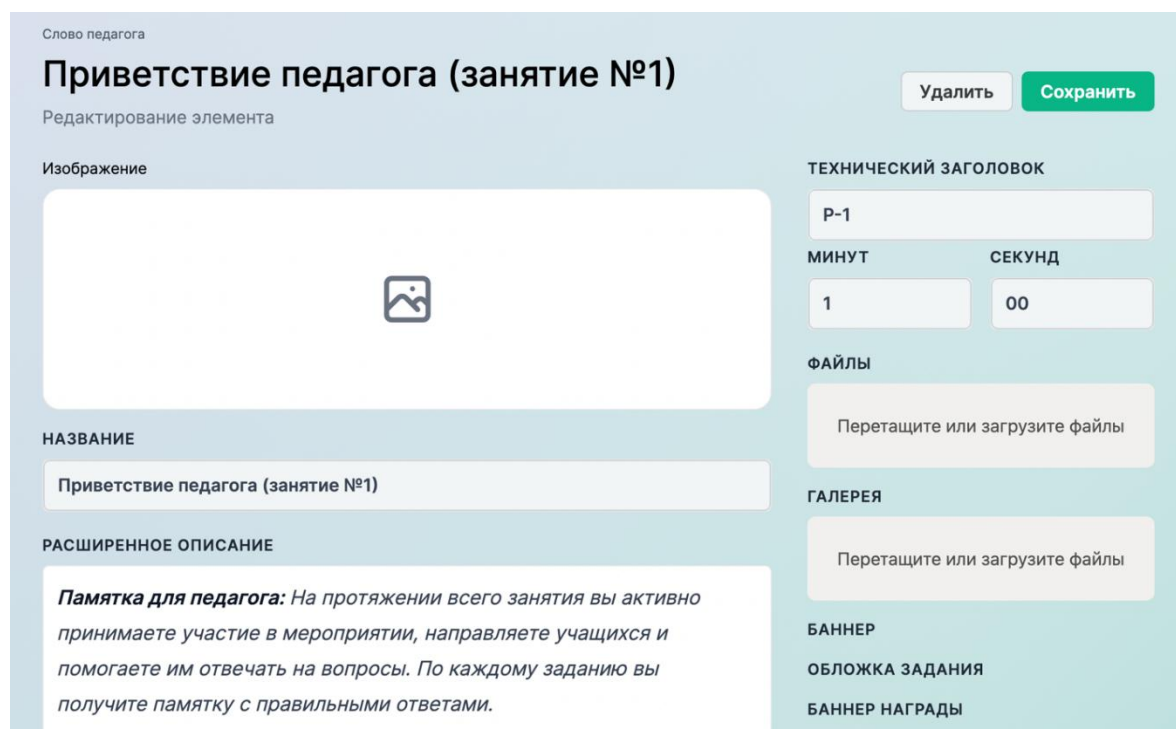 Слово педагога
Приветствие педагога (занятие №1)
Редактирование элемента
Удалить
Сохранить
Изображение
НАЗВАНИЕ
Приветствие педагога (занятие №1)
РАСШИРЕННОЕ ОПИСАНИЕ
Памятка для педагога: На протяжении всего занятия вы активно
принимаете участие в мероприятии, направляете учащихся и
помогаете им отвечать на вопросы. По каждому заданию вы
получите памятку с правильными ответами.
ТЕХНИЧЕСКИЙ ЗАГОЛОВОК
P-1
МИНУТ СЕКУНД
1 00
ФАЙЛЫ
Перетащите или загрузите файлы
ГАЛЕРЕЯ
Перетащите или загрузите файлы
БАННЕР
ОБЛОЖКА ЗАДАНИЯ
БАННЕР НАГРАДЫ